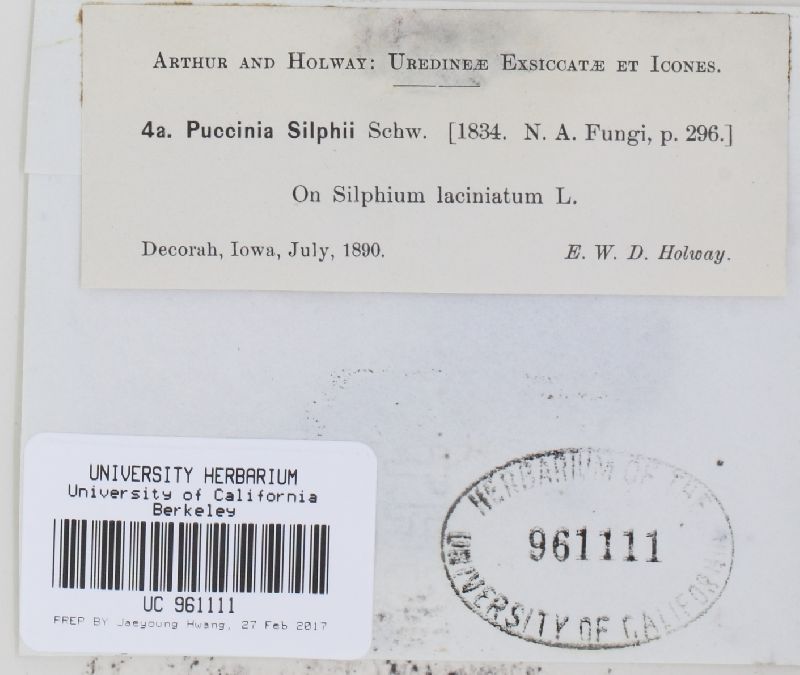 ARTHUR AND HOLWAY: UREDINEÆ EXSICCATÆ ET ICONES.
4a. Puccinia Silphii Schw. [1834. N. A. Fungi, p. 296.]
On Silphium laciniatum L.
Decorah, Iowa, July, 1890. E. W. D. Holway.
UNIVERSITY HERBARIUM
University of California
Berkeley
UC 961111
PREP BY Jaeyoung Hwang, 27 Feb 2017
HERBARIUM OF THE
961111
UNIVERSITY OF CALIFORNIA